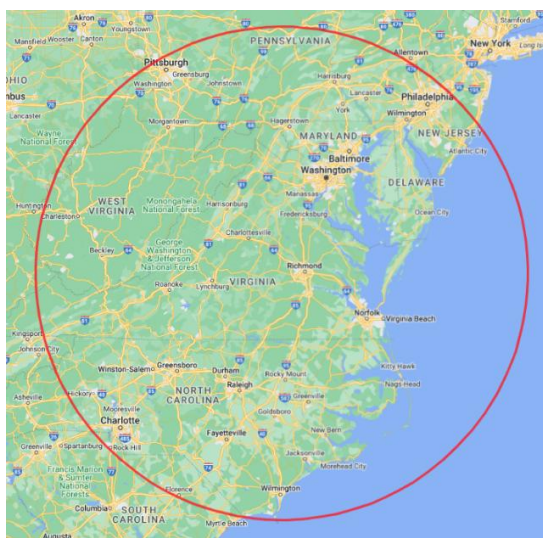 Akron
Youngstown
Stamford
Mansfield
Wooster
Canton
PENNSYLVANIA
New York
Long Is
Pittsburgh
Allentown
Greensburg
OHIO
Washington
Johnstown
Harrisburg
nbus
Lancaster
Lancaster
York
Philadelphia
Morgantown
Hagerstown
Wilmington
Wayne
National Forest
MARYLAND
NEW JERSEY
Baltimore
Atlantic City
Washington
WEST
VIRGINIA
Monongahela
National Forest
Manassas
DELAWARE
Huntington
Harrisonburg
Charleston
Fredericksburg
Ocean City
Charlottesville
George
Washington
& Jefferson
National Forest
Beckley
Richmond
VIRGINIA
Roanoke
Lynchburg
Norfolk
Virginia Beach
Kingsport
Johnson City
Winston-Salem
Greensboro
Kitty Hawk
Durham
Rocky Mount
Nags Head
Raleigh
Hickory
NORTH
CAROLINA
Asheville
Greenville
Mooresville
Goldsboro
Charlotte
New Bern
Fayetteville
Rock Hill
Greenville
Spartanburg
Jacksonville
Morehead City
Francis Marion
& Sumter
National
Forests
Florence
Wilmington
Columbia
SOUTH
CAROLINA
Myrtle Beach
Augusta